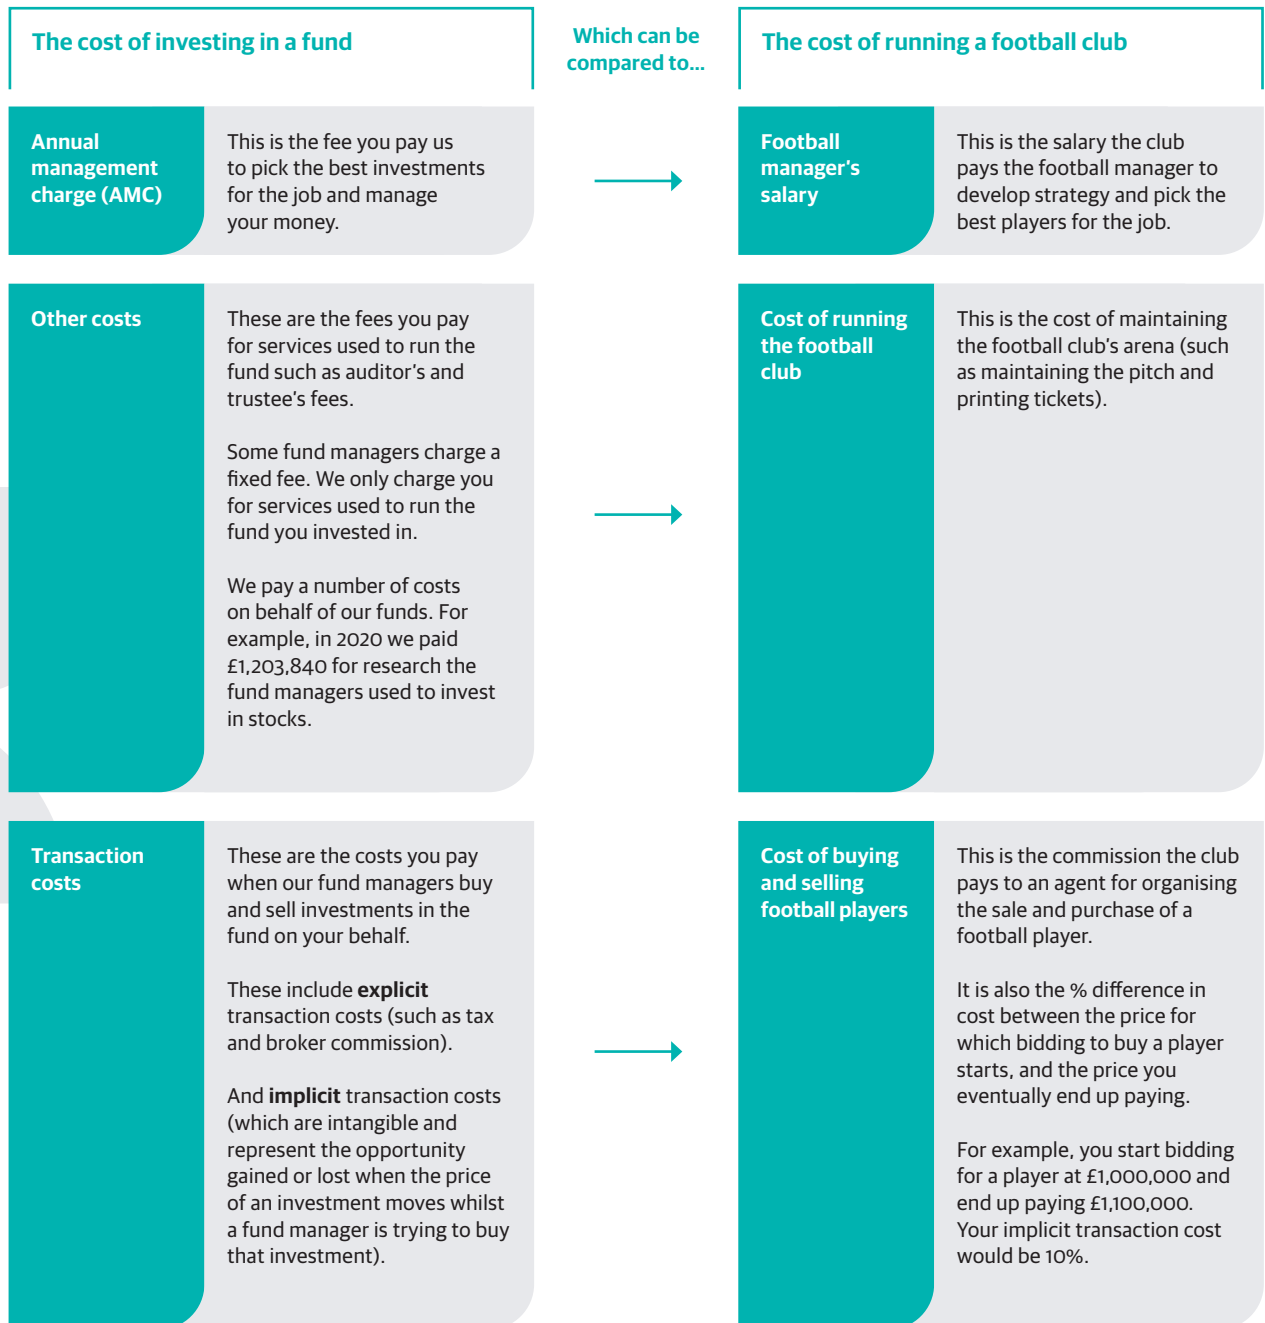 The cost of investing in a fund
Which can be
compared to...
The cost of running a football club
Annual
management
charge (AMC)
This is the fee you pay us
to pick the best investments
for the job and manage
your money.
Football
manager's
salary
This is the salary the club
pays the football manager to
develop strategy and pick the
best players for the job.
Other costs
These are the fees you pay
for services used to run the
fund such as auditor's and
trustee's fees.
Some fund managers charge a
fixed fee. We only charge you
for services used to run the
fund you invested in.
We pay a number of costs
on behalf of our funds. For
example, in 2020 we paid
£1,203,840 for research the
fund managers used to invest
in stocks.
Cost of running
the football
club
This is the cost of maintaining
the football club's arena (such
as maintaining the pitch and
printing tickets).
Transaction
costs
These are the costs you pay
when our fund managers buy
and sell investments in the
fund on your behalf.
These include explicit
transaction costs (such as tax
and broker commission).
And implicit transaction costs
(which are intangible and
represent the opportunity
gained or lost when the price
of an investment moves whilst
a fund manager is trying to buy
that investment).
Cost of buying
and selling
football players
This is the commission the club
pays to an agent for organising
the sale and purchase of a
football player.
It is also the % difference in
cost between the price for
which bidding to buy a player
starts, and the price you
eventually end up paying.
For example, you start bidding
for a player at £1,000,000 and
end up paying £1,100,000.
Your implicit transaction cost
would be 10%.